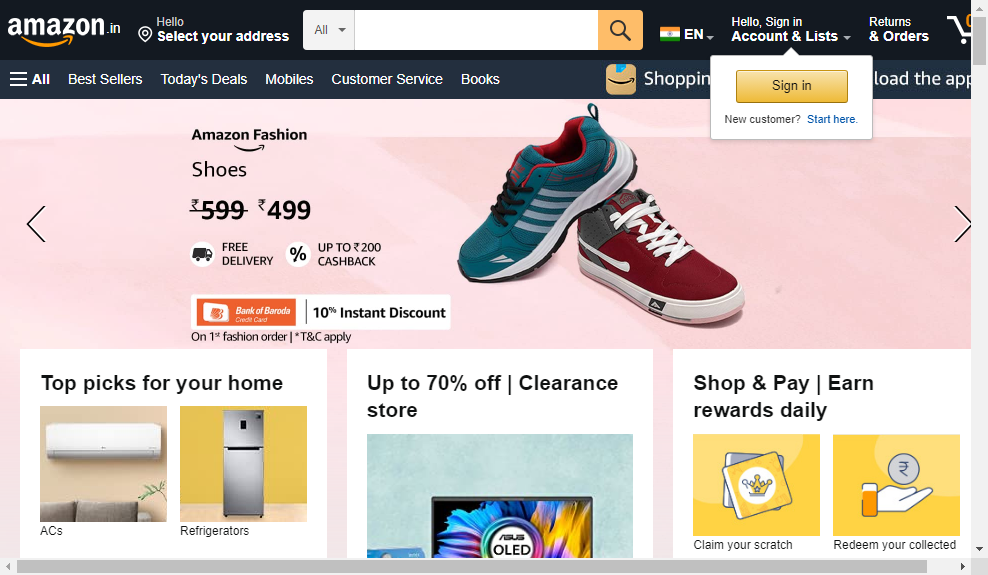 amazon.in
Hello
Select your address
All
EN
Hello, Sign in
Account & Lists
Returns
& Orders
0
All
Best Sellers
Today's Deals
Mobiles
Customer Service
Books
Shoppin
load the app
Sign in
New customer? Start here.
Amazon Fashion
Shoes
₹599 ₹499
FREE
DELIVERY
%
UP TO ₹200
CASHBACK
Bank of Baroda
Credit Card
10% Instant Discount
On 1st fashion order | *T&C apply
Top picks for your home
ACs
Refrigerators
Up to 70% off | Clearance
store
ASUS
OLED
Shop & Pay | Earn
rewards daily
₹
Claim your scratch
Redeem your collected